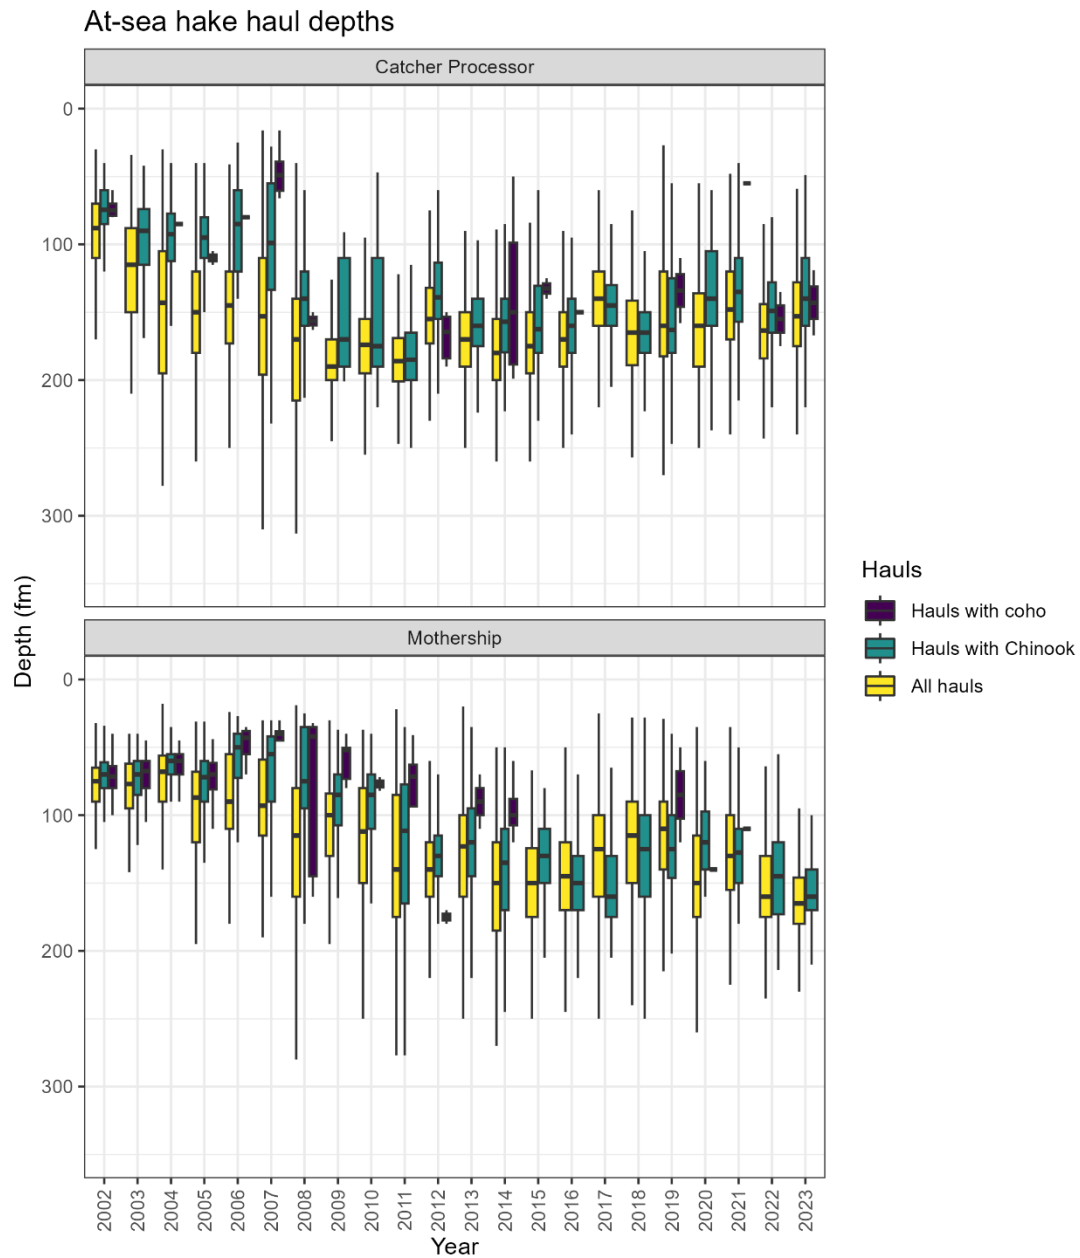 At-sea hake haul depths
Catcher Processor
0
100
200
300
Mothership
0
100
200
300
Depth (fm)
2002 2003 2004 2005 2006 2007 2008 2009 2010 2011 2012 2013 2014 2015 2016 2017 2018 2019 2020 2021 2022 2023
Year
Hauls
Hauls with coho
Hauls with Chinook
All hauls